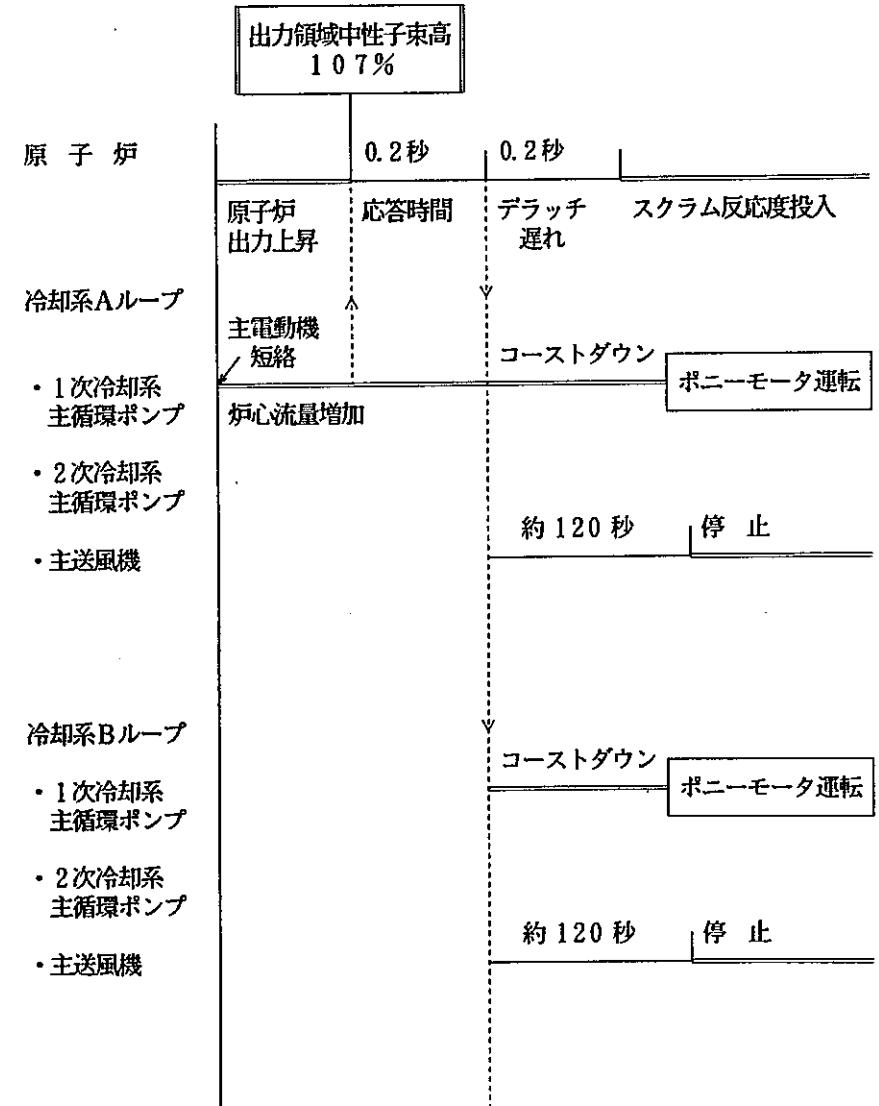 出力領域中性子束高
107%
原子炉
0.2秒
0.2秒
原子炉
出力上昇
応答時間
デラッチ
遅れ
スクラム反応度投入
冷却系Aループ
主電動機
短絡
コーストダウン
ポニーモータ運転
・1次冷却系
主循環ポンプ
炉心流量増加
・2次冷却系
主循環ポンプ
約120秒
停止
・主送風機
冷却系Bループ
コーストダウン
ポニーモータ運転
・1次冷却系
主循環ポンプ
・2次冷却系
主循環ポンプ
約120秒
停止
・主送風機